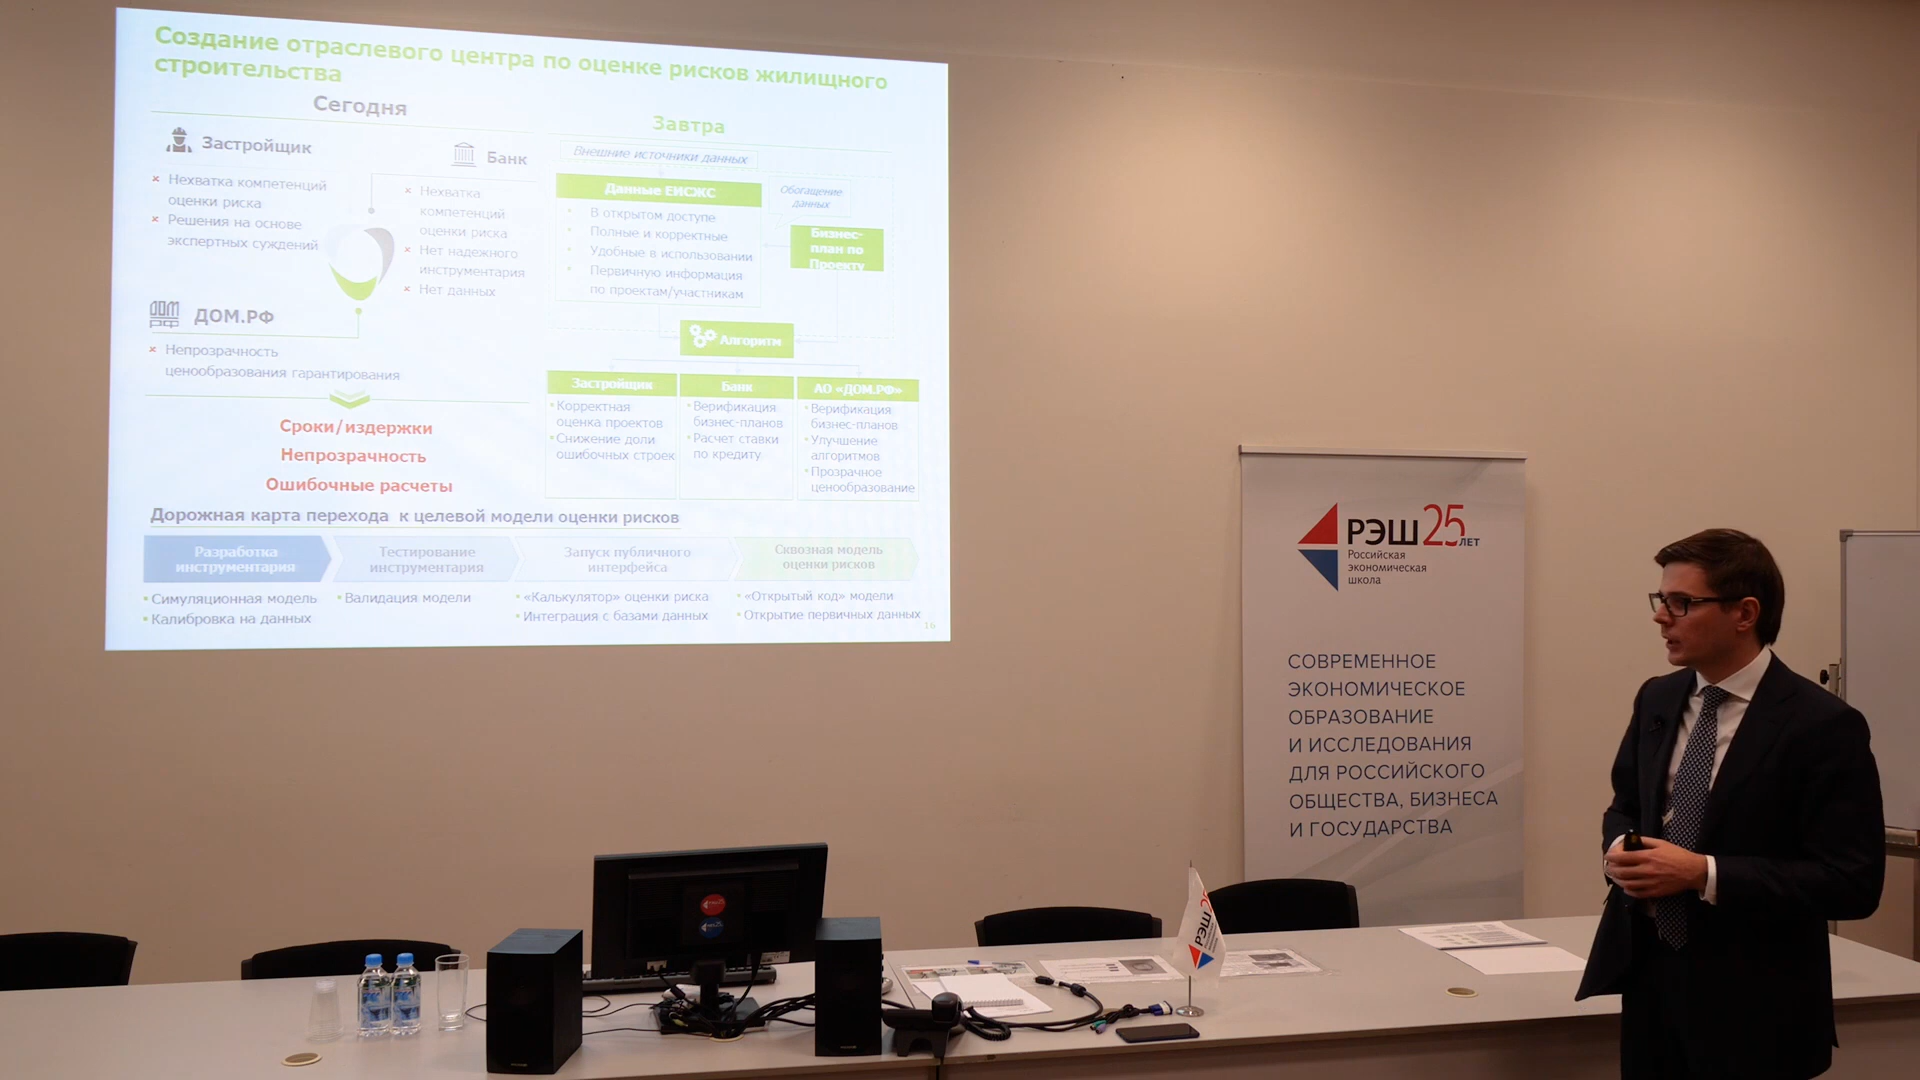 Создание отраслевого центра по оценке рисков жилищного
строительства
Сегодня
Застройщик
Нехватка компетенций
оценки риска
Решения на основе
экспертных суждений
Банк
Нехватка
компетенций
оценки риска
Нет надежного
инструментария
Нет данных
ДОМ
РФ
ДОМ.РФ
Непрозрачность
ценообразования гарантирования
Сроки/издержки
Непрозрачность
Ошибочные расчеты
Завтра
Внешние источники данных
Данные ЕИСЖС
В открытом доступе
Полные и корректные
Удобные в использовании
Первичную информация
по проектам/участникам
Обогащение
данных
Бизнес-
план по
Проекту
Алгоритм
Застройщик
Корректная
оценка проектов
Снижение доли
ошибочных строек
Банк
Верификация
бизнес-планов
Расчет ставки
по кредиту
АО «ДОМ.РФ»
Верификация
бизнес-планов
Улучшение
алгоритмов
Прозрачное
ценообразование
Дорожная карта перехода к целевой модели оценки рисков
Разработка
инструментария
Симуляционная модель
Калибровка на данных
Тестирование
инструментария
Валидация модели
Запуск публичного
интерфейса
«Калькулятор» оценки риска
Интеграция с базами данных
Сквозная модель
оценки рисков
«Открытый код» модели
Открытие первичных данных
16
РЭШ 25 ЛЕТ
Российская
экономическая
школа
СОВРЕМЕННОЕ
ЭКОНОМИЧЕСКОЕ
ОБРАЗОВАНИЕ
И ИССЛЕДОВАНИЯ
ДЛЯ РОССИЙСКОГО
ОБЩЕСТВА, БИЗНЕСА
И ГОСУДАРСТВА
РЭШ 25